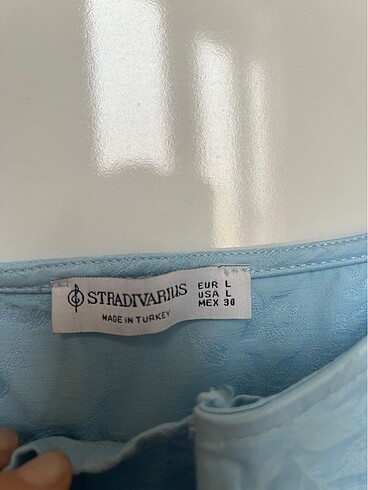 STRADIVARIUS
MADE IN TURKEY
EUR L
USA L
MEX 30